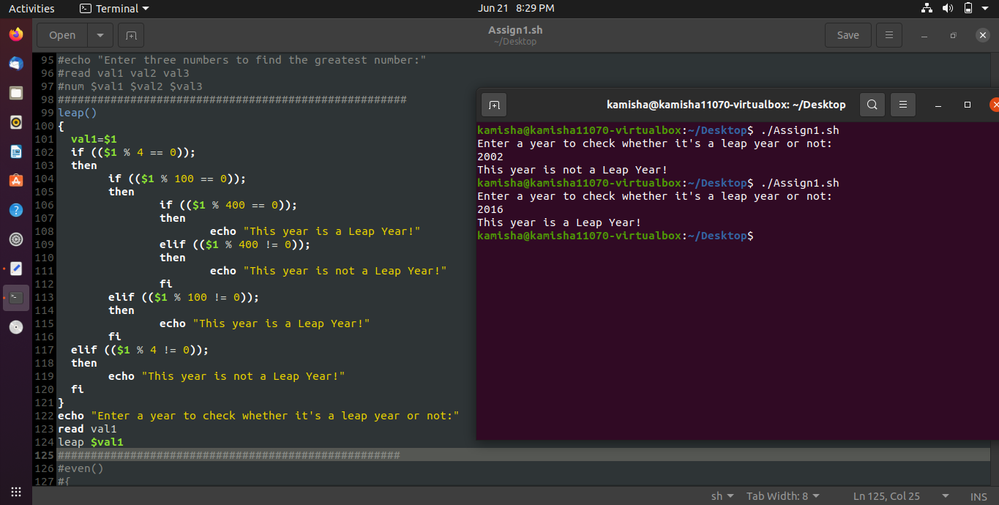 Activities
Terminal
Jun 21 8:29 PM
Open
Assign1.sh
~/Desktop
Save
95 #echo "Enter three numbers to find the greatest number:"
96 #read val1 val2 val3
97 #num $val1 $val2 $val3
98 #####################################################
99 leap()
100 {
101   val1=$1
102   if (($1 % 4 == 0));
103   then
104         if (($1 % 100 == 0));
105         then
106                 if (($1 % 400 == 0));
107                 then
108                         echo "This year is a Leap Year!"
109                 elif (($1 % 400 != 0));
110                 then
111                         echo "This year is not a Leap Year!"
112                 fi
113         elif (($1 % 100 != 0));
114         then
115                 echo "This year is a Leap Year!"
116         fi
117   elif (($1 % 4 != 0));
118   then
119         echo "This year is not a Leap Year!"
120   fi
121 }
122 echo "Enter a year to check whether it's a leap year or not:"
123 read val1
124 leap $val1
125 ####################################################
126 #even()
127 #{
sh
Tab Width: 8
Ln 125, Col 25
INS
kamisha@kamisha11070-virtualbox: ~/Desktop
kamisha@kamisha11070-virtualbox:~/Desktop$ ./Assign1.sh
Enter a year to check whether it's a leap year or not:
2002
This year is not a Leap Year!
kamisha@kamisha11070-virtualbox:~/Desktop$ ./Assign1.sh
Enter a year to check whether it's a leap year or not:
2016
This year is a Leap Year!
kamisha@kamisha11070-virtualbox:~/Desktop$